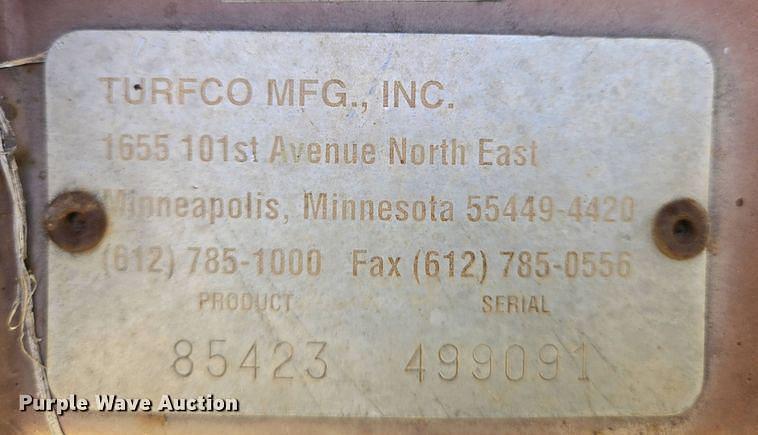 TURFCO MFG., INC.
1655 101st Avenue North East
Minneapolis, Minnesota 55449-4420
(612) 785-1000 Fax (612) 785-0556
PRODUCT SERIAL
85423 499091
Purple Wave Auction